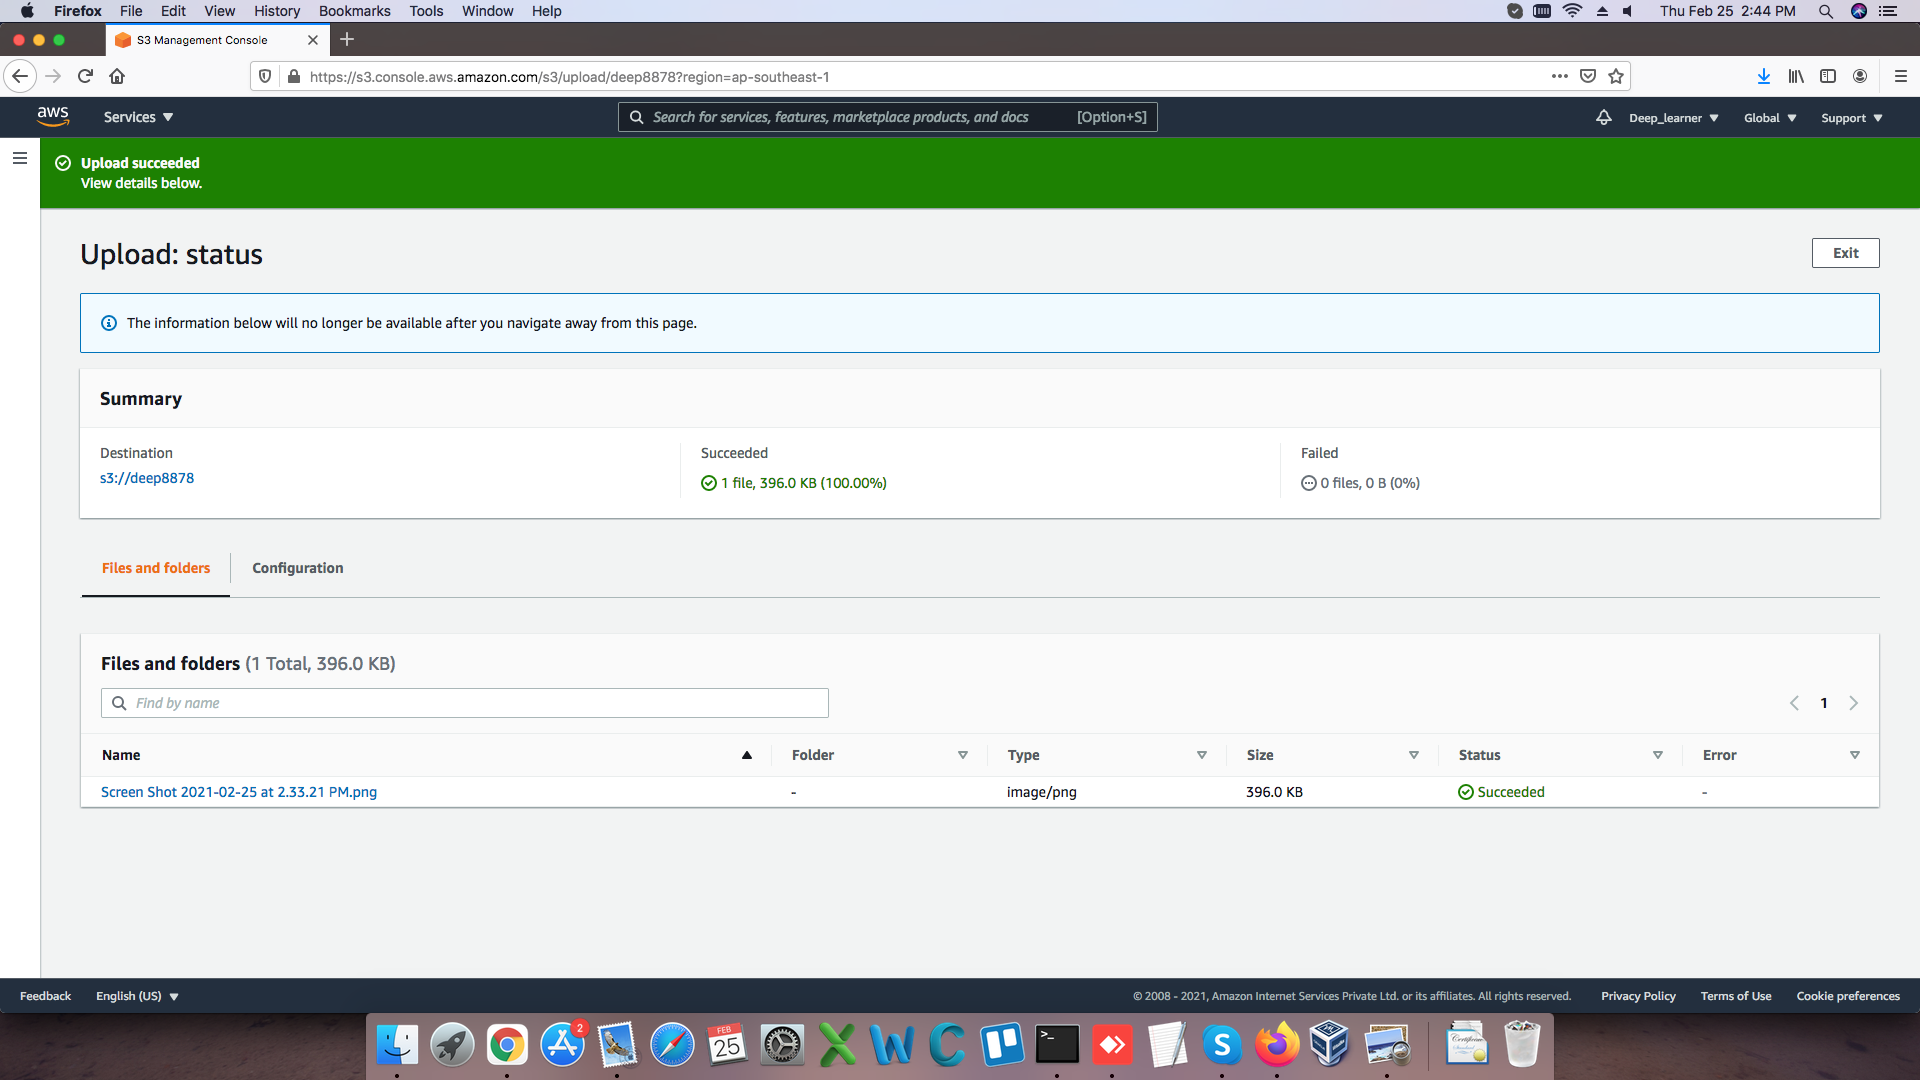 Firefox File Edit View History Bookmarks Tools Window Help Thu Feb 25 2:44 PM
S3 Management Console
https://s3.console.aws.amazon.com/s3/upload/deep8878?region=ap-southeast-1
aws Services Search for services, features, marketplace products, and docs [Option+S] Deep_learner Global Support
Upload succeeded
View details below.
Upload: status Exit
The information below will no longer be available after you navigate away from this page.
Summary
Destination Succeeded Failed
s3://deep8878 1 file, 396.0 KB (100.00%) 0 files, 0 B (0%)
Files and folders Configuration
Files and folders (1 Total, 396.0 KB)
Find by name 1
Name Folder Type Size Status Error
Screen Shot 2021-02-25 at 2.33.21 PM.png - image/png 396.0 KB Succeeded -
Feedback English (US) © 2008 - 2021, Amazon Internet Services Private Ltd. or its affiliates. All rights reserved. Privacy Policy Terms of Use Cookie preferences
2
FEB
25